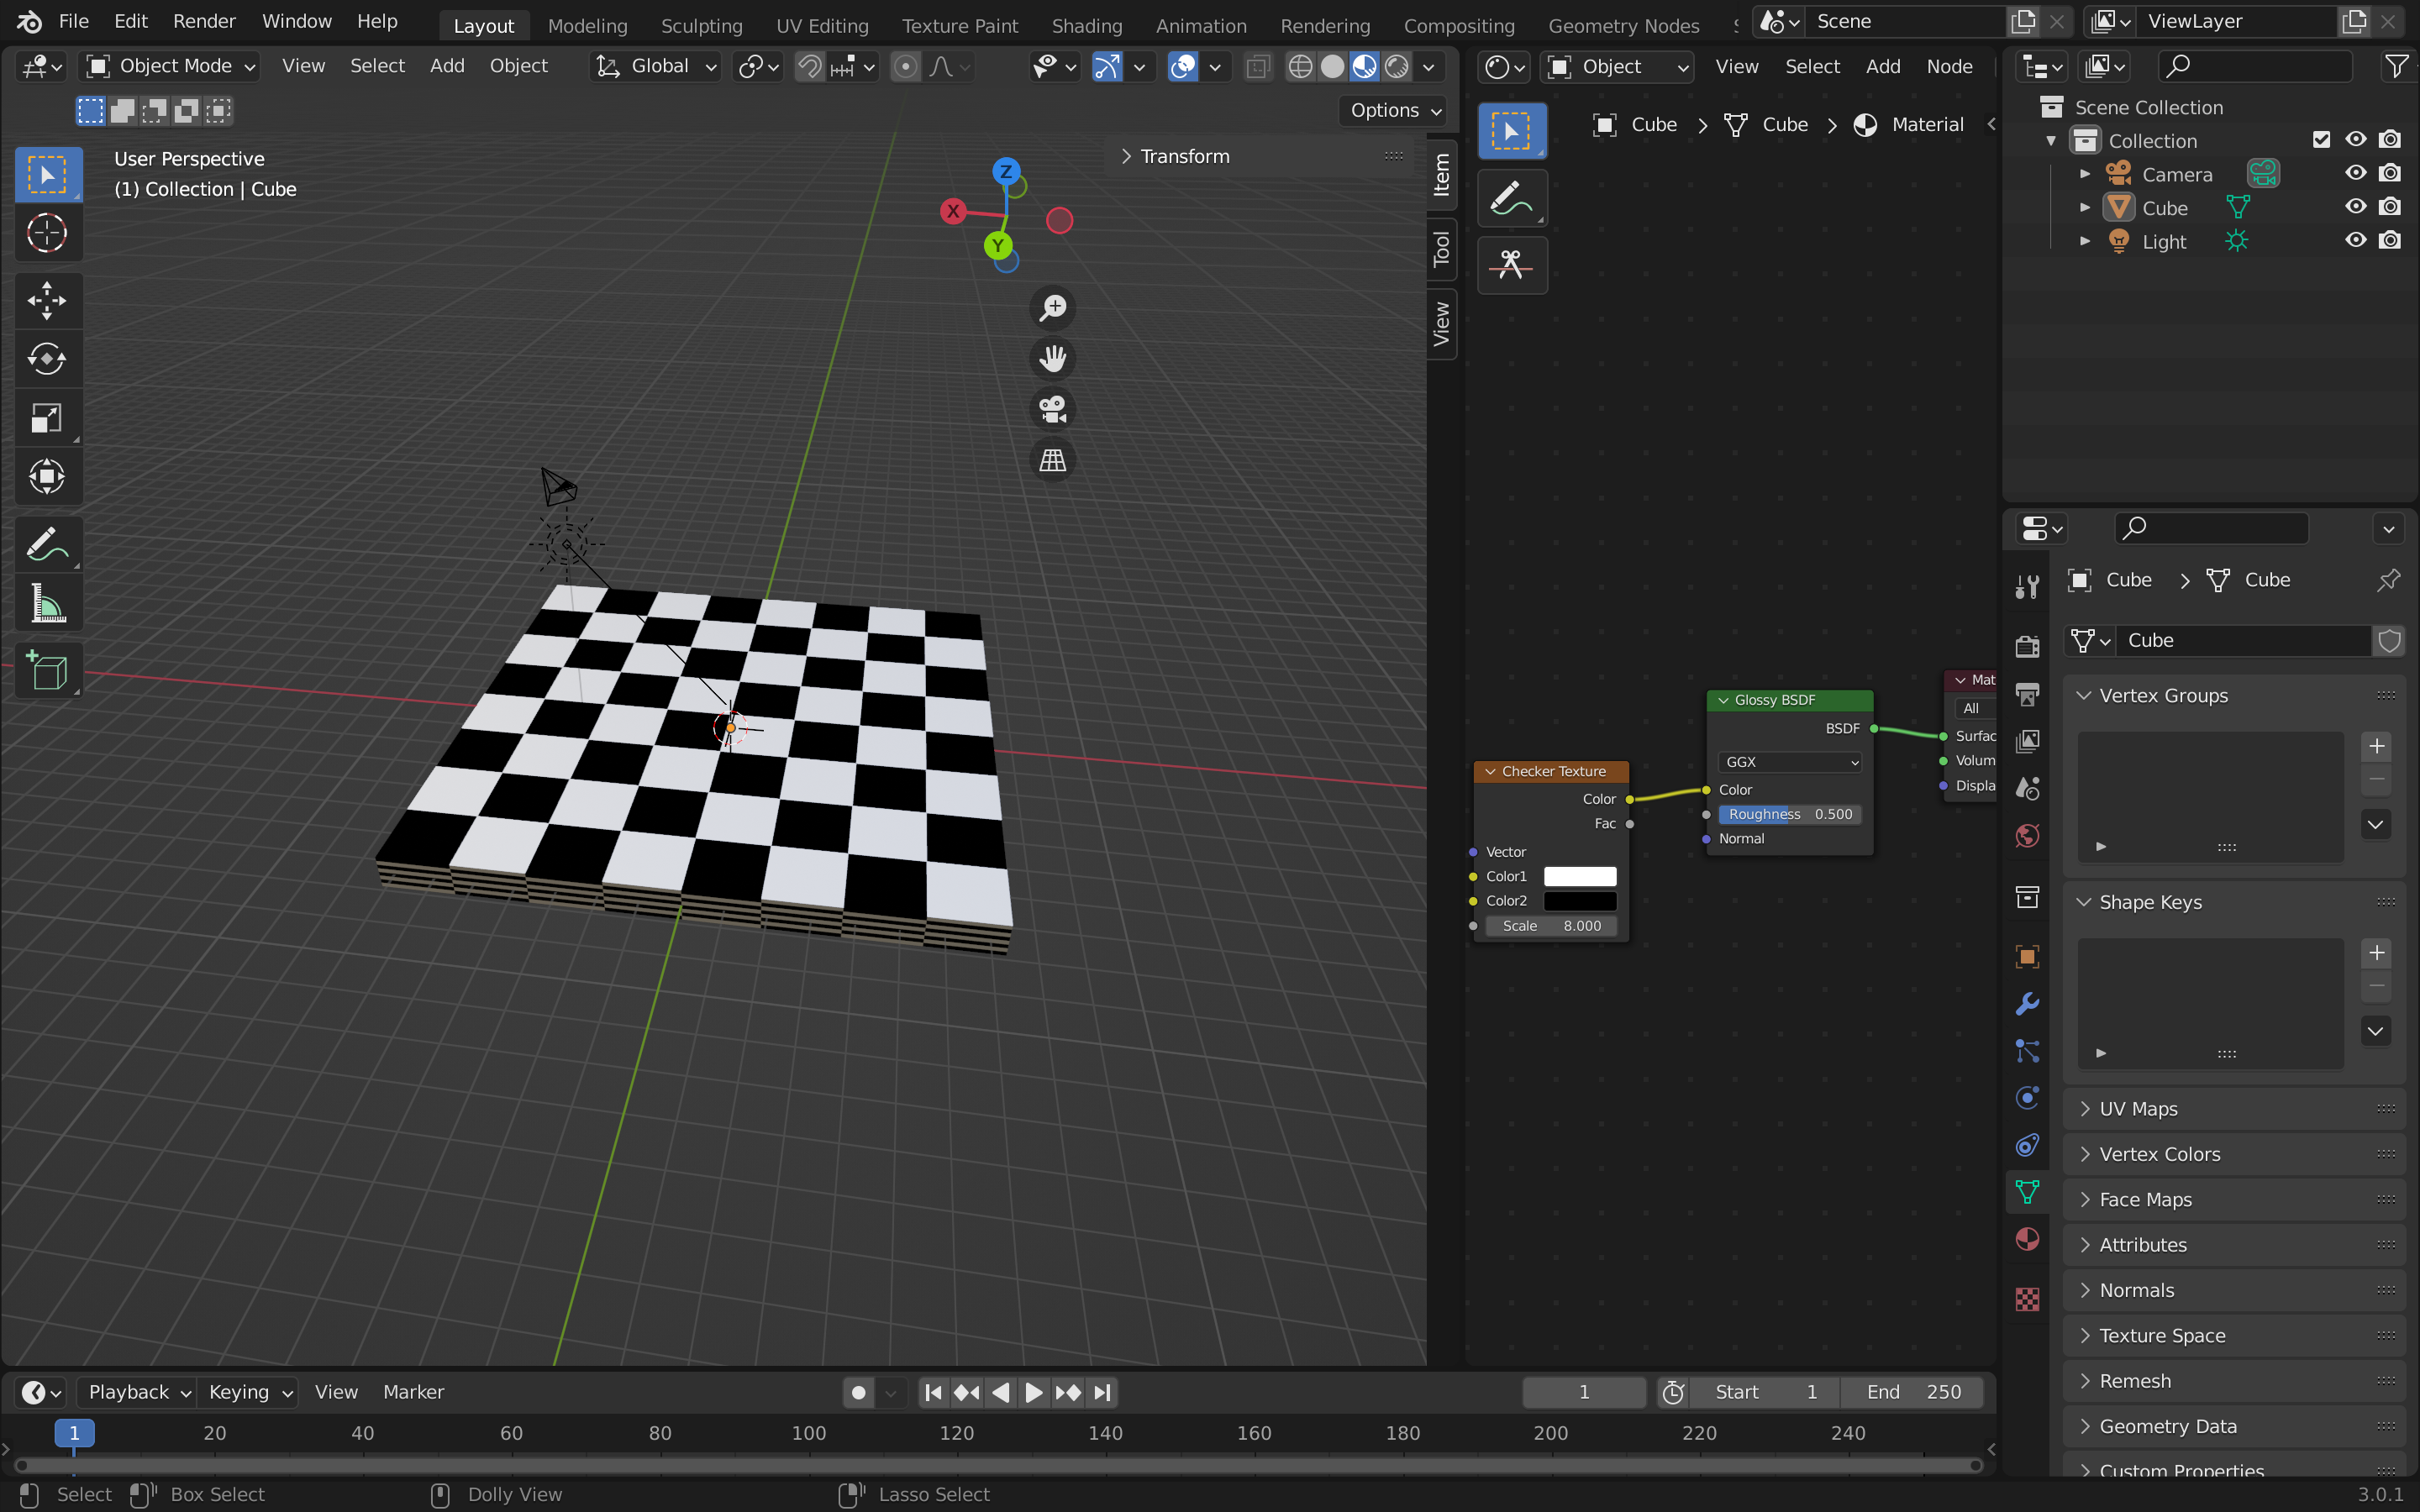 File Edit Render Window Help Layout Modeling Sculpting UV Editing Texture Paint Shading Animation Rendering Compositing Geometry Nodes Scene ViewLayer
Object Mode View Select Add Object Global
Object View Select Add Node
Options
User Perspective
(1) Collection | Cube
Transform
Z
X
Y
Item
Tool
View
Cube Cube Material
Checker Texture
Color
Fac
Vector
Color1
Color2
Scale 8.000
Glossy BSDF
BSDF
GGX
Color
Roughness 0.500
Normal
Mat
All
Surfac
Volum
Displa
Scene Collection
Collection
Camera
Cube
Light
Cube Cube
Cube
Vertex Groups
Shape Keys
UV Maps
Vertex Colors
Face Maps
Attributes
Normals
Texture Space
Remesh
Geometry Data
Custom Properties
Playback Keying View Marker 1 Start 1 End 250
1 20 40 60 80 100 120 140 160 180 200 220 240
Select Box Select Dolly View Lasso Select 3.0.1